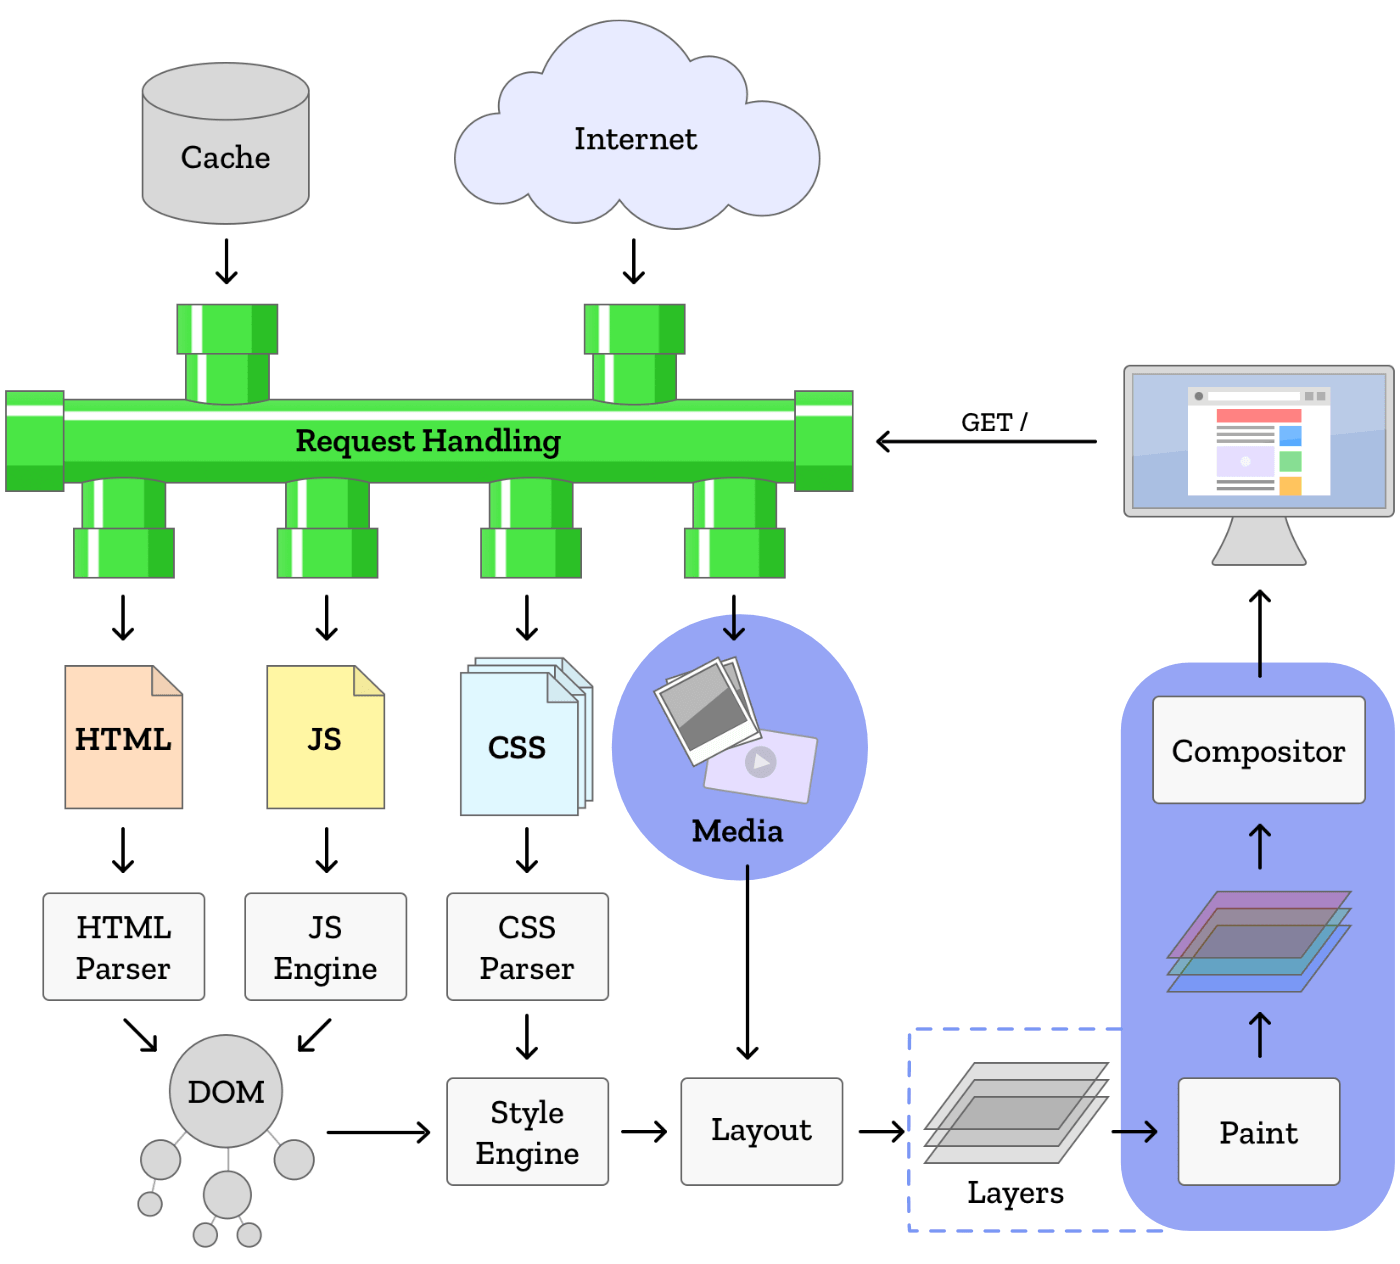 Cache
Internet
Request Handling
GET /
HTML
JS
CSS
Media
Compositor
HTML
Parser
JS
Engine
CSS
Parser
DOM
Style
Engine
Layout
Layers
Paint